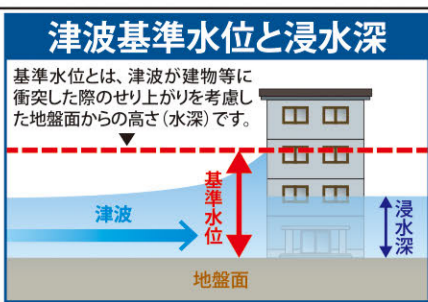 津波基準水位と浸水深
基準水位とは、津波が建物等に
衝突した際のせり上がりを考慮し
た地盤面からの高さ(水深)です。
基準水位
津波
浸水深
地盤面